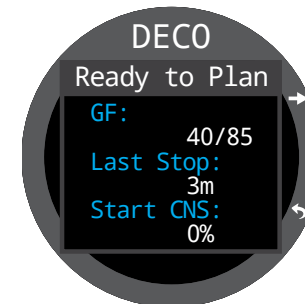 DECO
Ready to Plan
GF:
40/85
Last Stop:
3m
Start CNS:
0%